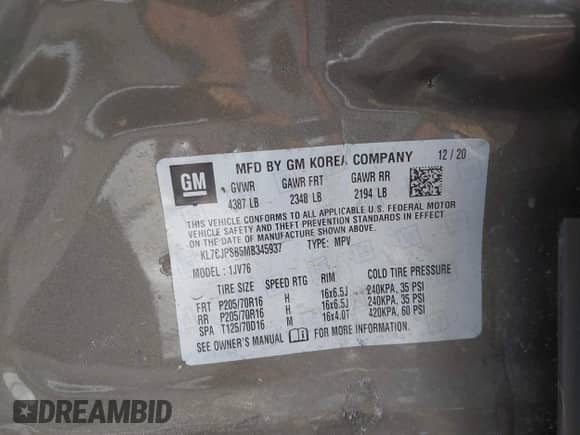 GM
MFD BY GM KOREA COMPANY 12 / 20
GVWR GAWR FRT GAWR RR
4387 LB 2348 LB 2194 LB
THIS VEHICLE CONFORMS TO ALL APPLICABLE U.S. FEDERAL MOTOR
VEHICLE SAFETY AND THEFT PREVENTION STANDARDS IN EFFECT
ON THE DATE OF MANUFACTURE SHOWN ABOVE.
KL7CJPSB5MB345937 TYPE: MPV
MODEL : 1JV76
TIRE SIZE SPEED RTG RIM COLD TIRE PRESSURE
FRT P205/70R16 H 16x6.5J 240KPA, 35 PSI
RR P205/70R16 H 16x6.5J 240KPA, 35 PSI
SPA T125/70D16 M 16x4.0T 420KPA, 60 PSI
SEE OWNER'S MANUAL FOR MORE INFORMATION.
DREAMBID